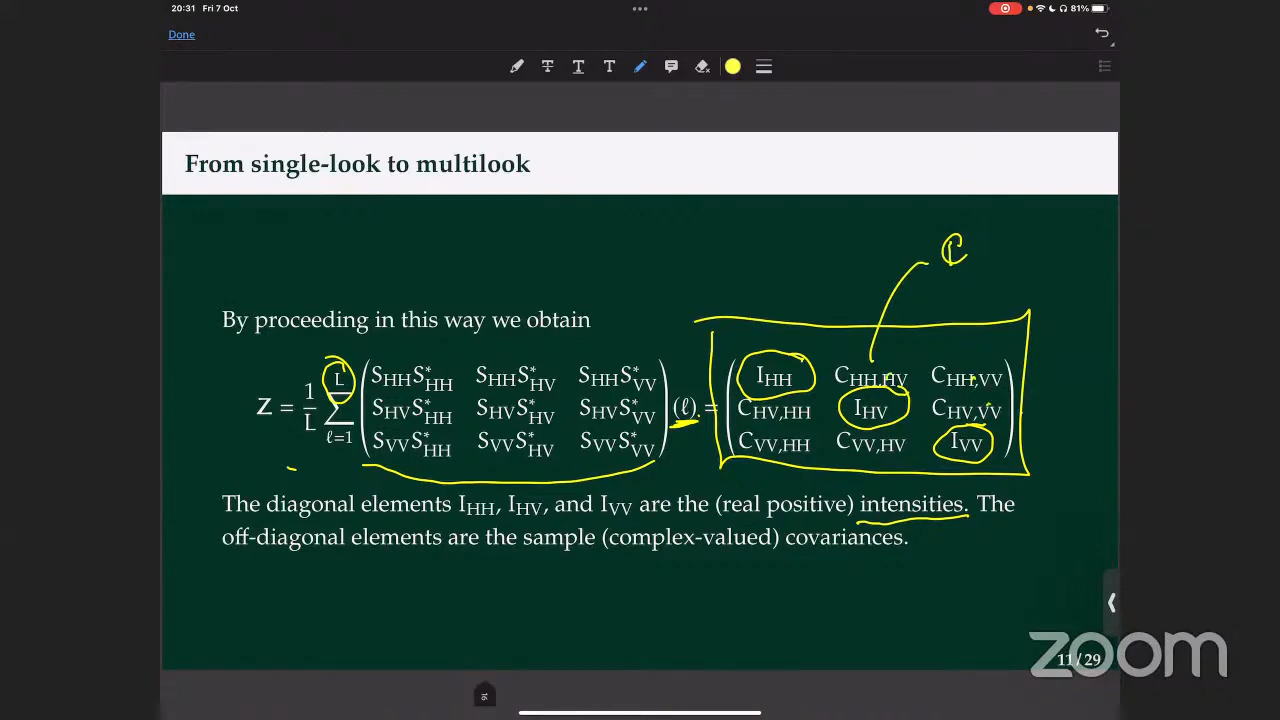 20:31 Fri 7 Oct
81%
Done
From single-look to multilook
ℂ
By proceeding in this way we obtain
Z = 1/L ∑_{ℓ=1}^{L} (S_HH S*_HH S_HH S*_HV S_HH S*_VV
S_HV S*_HH S_HV S*_HV S_HV S*_VV
S_VV S*_HH S_VV S*_HV S_VV S*_VV) (ℓ) = (I_HH C_HH,HV C_HH,VV
C_HV,HH I_HV C_HV,VV
C_VV,HH C_VV,HV I_VV)
The diagonal elements I_HH, I_HV, and I_VV are the (real positive) intensities. The
off-diagonal elements are the sample (complex-valued) covariances.
11 / 29
zoom
16